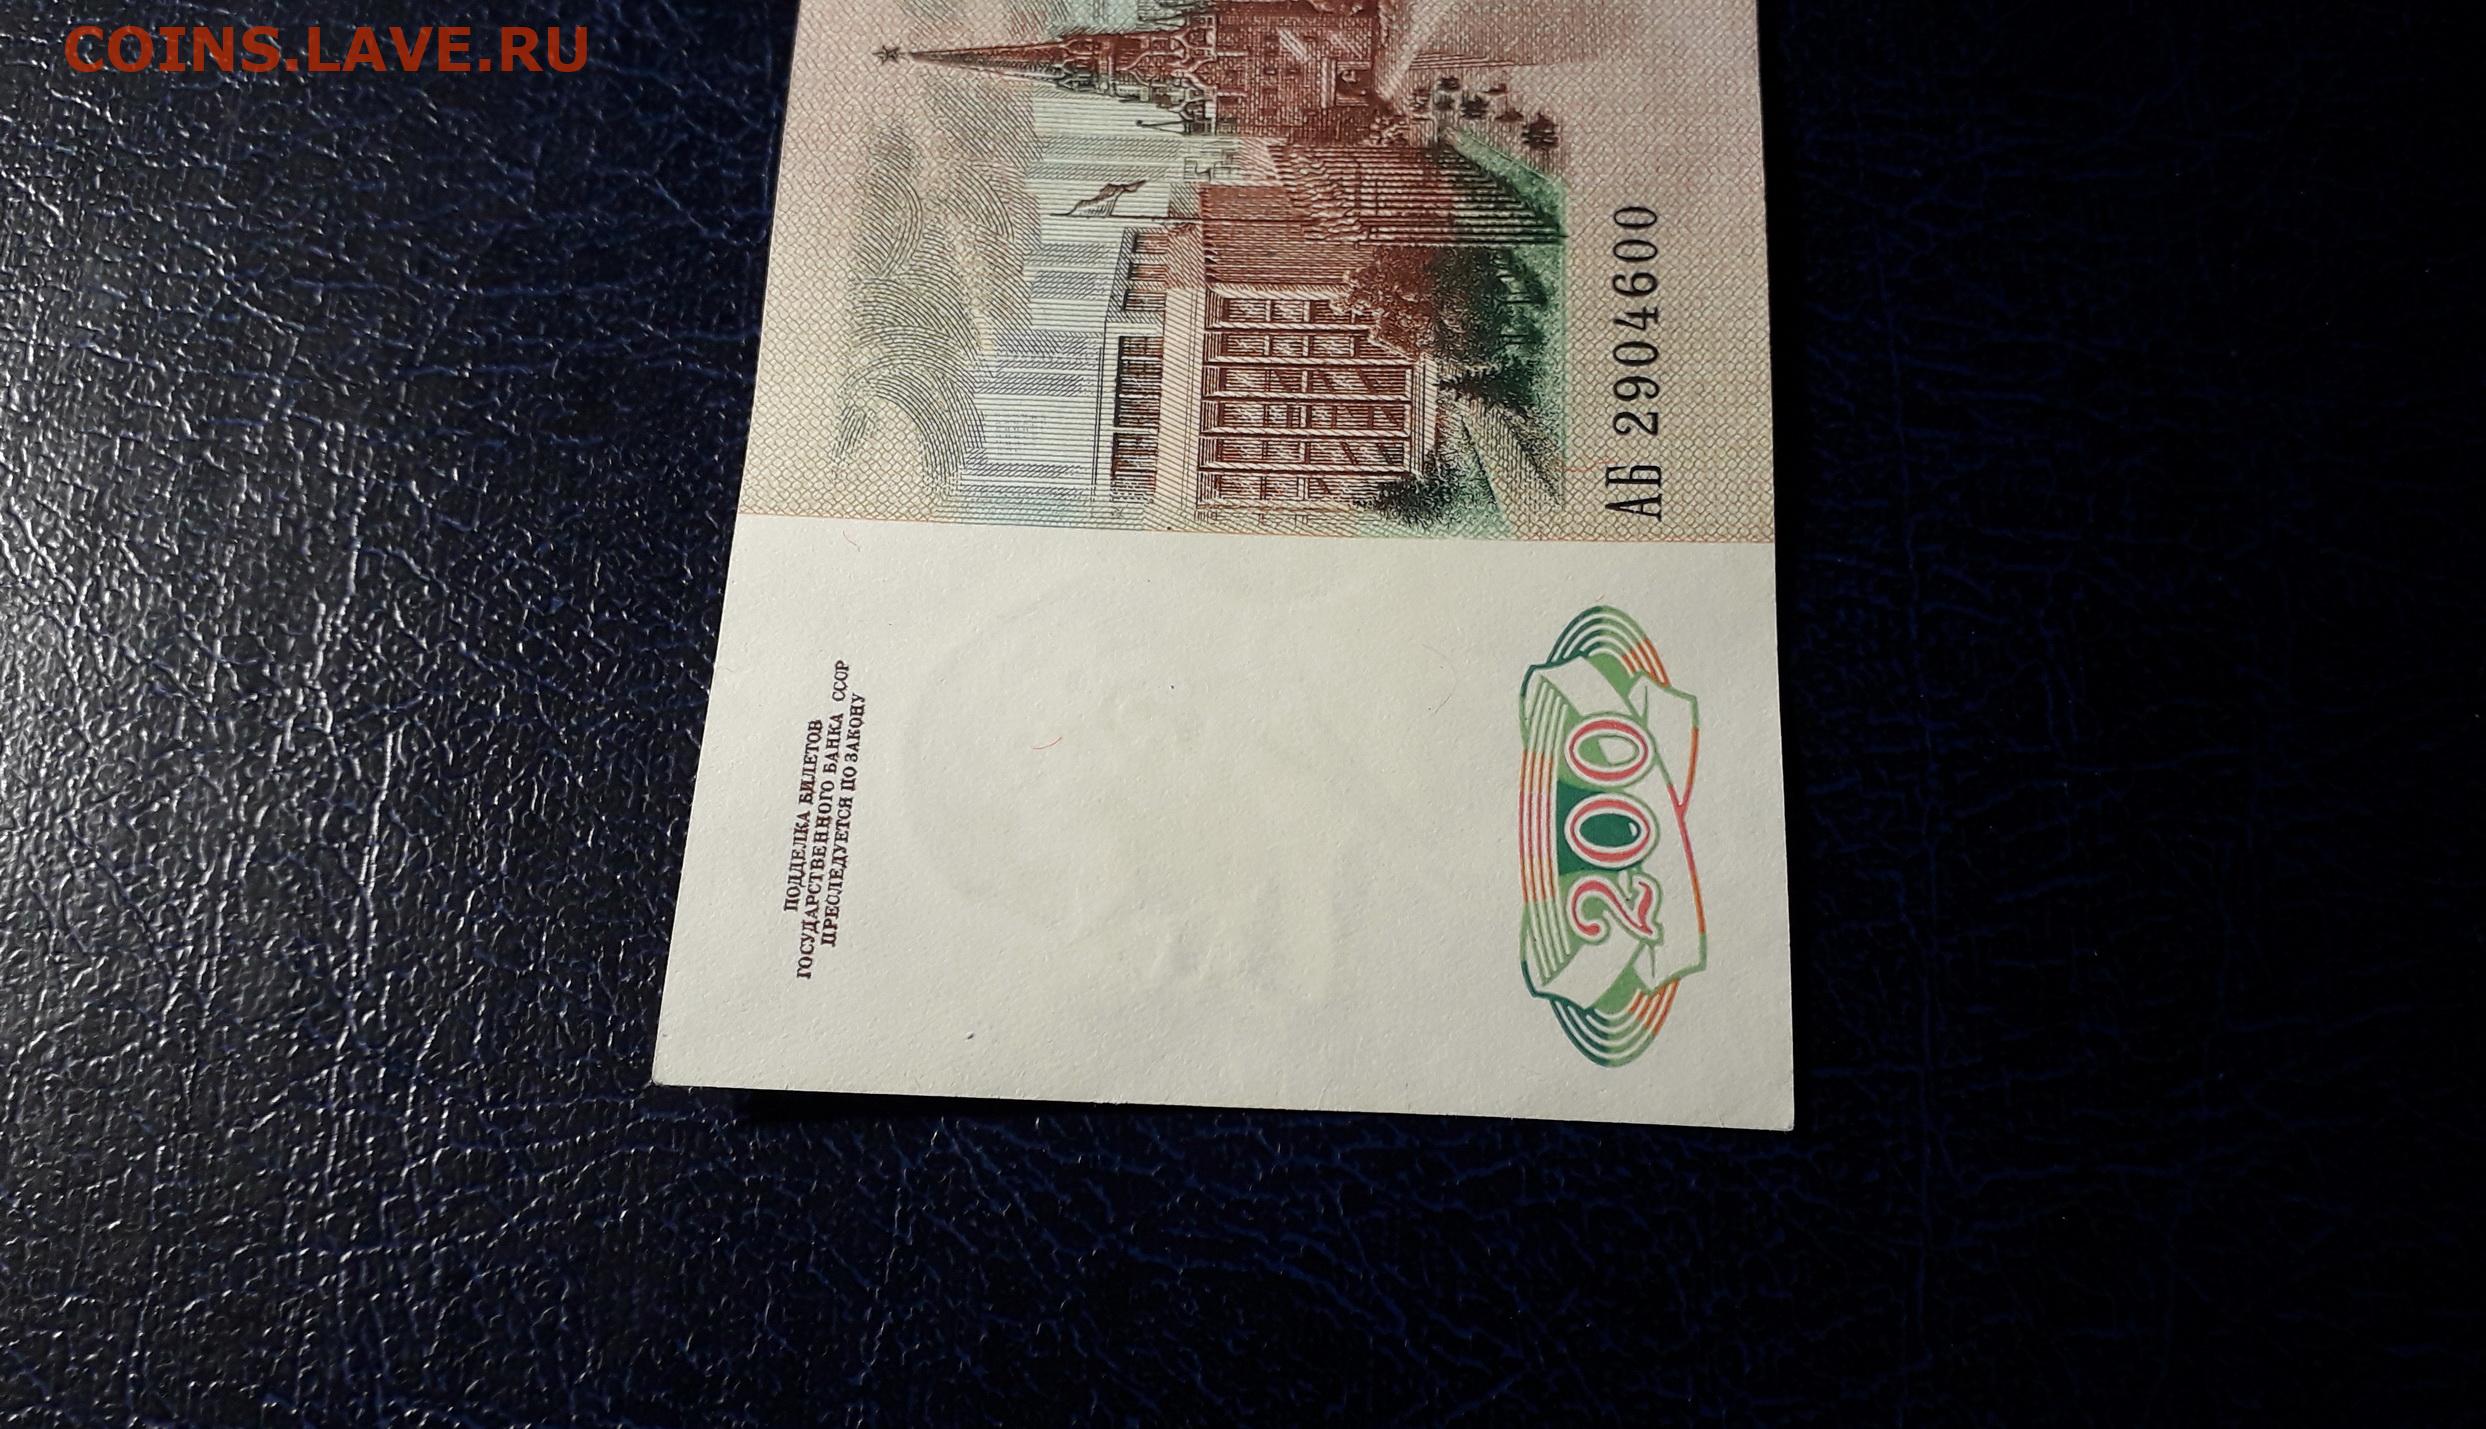 COINS.LAVE.RU
АБ 2904600
ПОДДЕЛКА БИЛЕТОВ
ГОСУДАРСТВЕННОГО БАНКА СССР
ПРЕСЛЕДУЕТСЯ ПО ЗАКОНУ
200